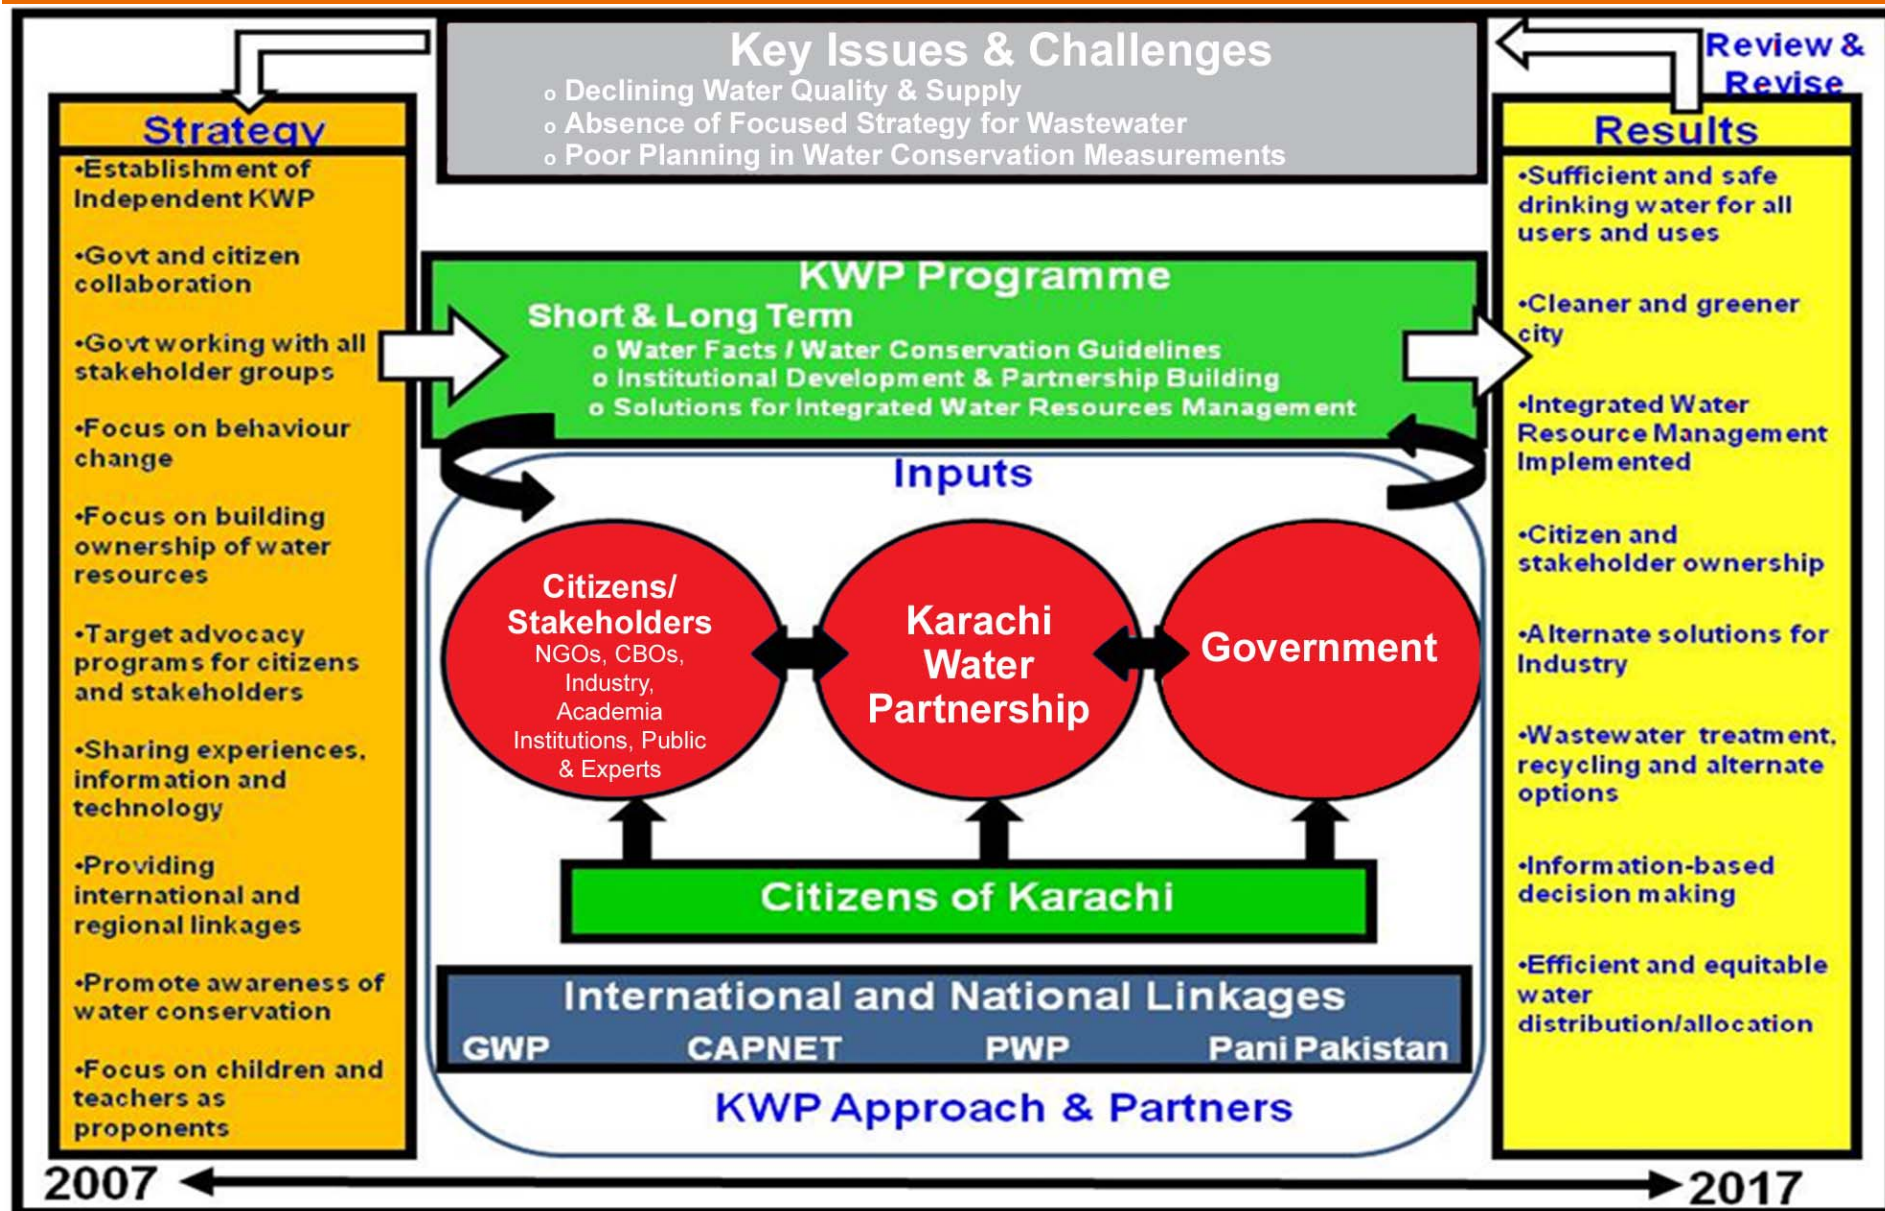 Key Issues & Challenges
o Declining Water Quality & Supply
o Absence of Focused Strategy for Wastewater
o Poor Planning in Water Conservation Measurements
Review &
Revise
Strategy
•Establishment of
Independent KWP
•Govt and citizen
collaboration
•Govt working with all
stakeholder groups
•Focus on behaviour
change
•Focus on building
ownership of water
resources
•Target advocacy
programs for citizens
and stakeholders
•Sharing experiences,
information and
technology
•Providing
international and
regional linkages
•Promote awareness of
water conservation
•Focus on children and
teachers as
proponents
KWP Programme
Short & Long Term
o Water Facts / Water Conservation Guidelines
o Institutional Development & Partnership Building
o Solutions for Integrated Water Resources Management
Inputs
Citizens/
Stakeholders
NGOs, CBOs,
Industry,
Academia
Institutions, Public
& Experts
Karachi
Water
Partnership
Government
Citizens of Karachi
International and National Linkages
GWP CAPNET PWP Pani Pakistan
KWP Approach & Partners
Results
•Sufficient and safe
drinking water for all
users and uses
•Cleaner and greener
city
•Integrated Water
Resource Management
Implemented
•Citizen and
stakeholder ownership
•Alternate solutions for
Industry
•Wastewater treatment,
recycling and alternate
options
•Information-based
decision making
•Efficient and equitable
water
distribution/allocation
2007 2017